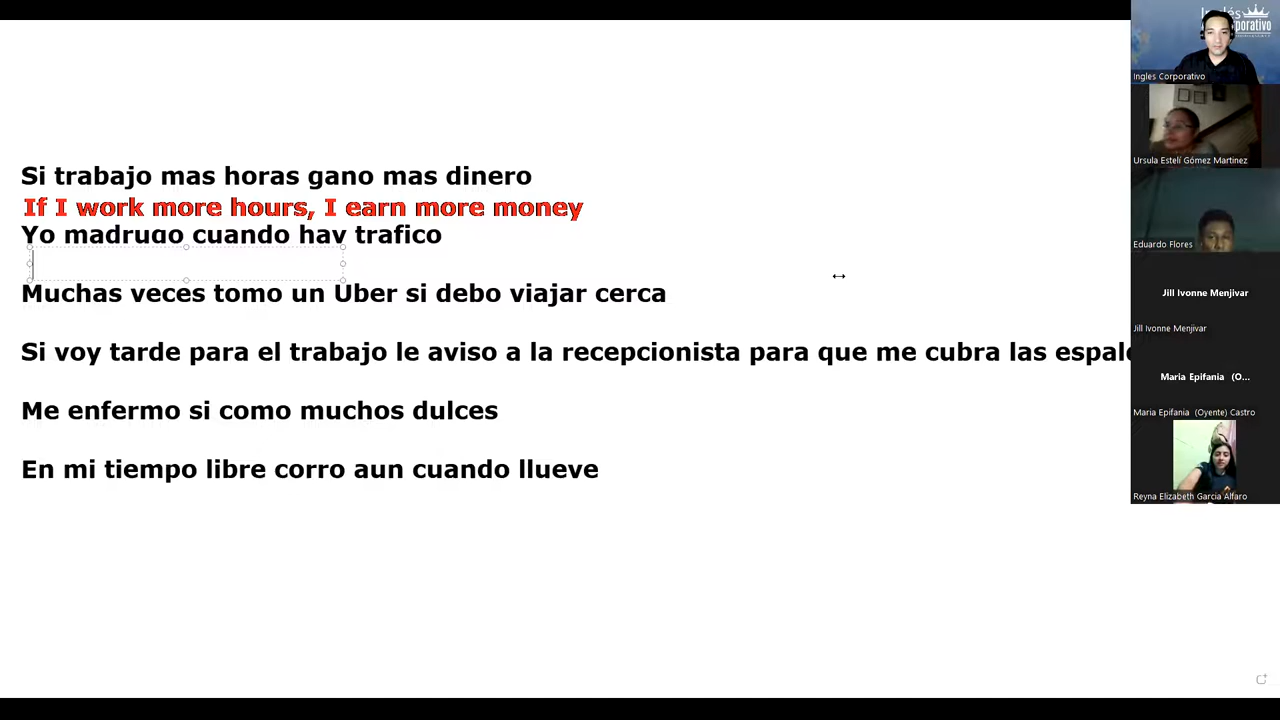 Si trabajo mas horas gano mas dinero
If I work more hours, I earn more money
Yo madrugo cuando hay trafico
Muchas veces tomo un Uber si debo viajar cerca
Si voy tarde para el trabajo le aviso a la recepcionista para que me cubra las
Me enfermo si como muchos dulces
En mi tiempo libre corro aun cuando llueve
Ingles Corporativo
Ursula Estelí Gómez Martinez
Eduardo Flores
Jill Ivonne Menjivar
Jill Ivonne Menjivar
Maria Epifania (O...
Maria Epifania (Oyente) Castro
Reyna Elizabeth Garcia Alfaro